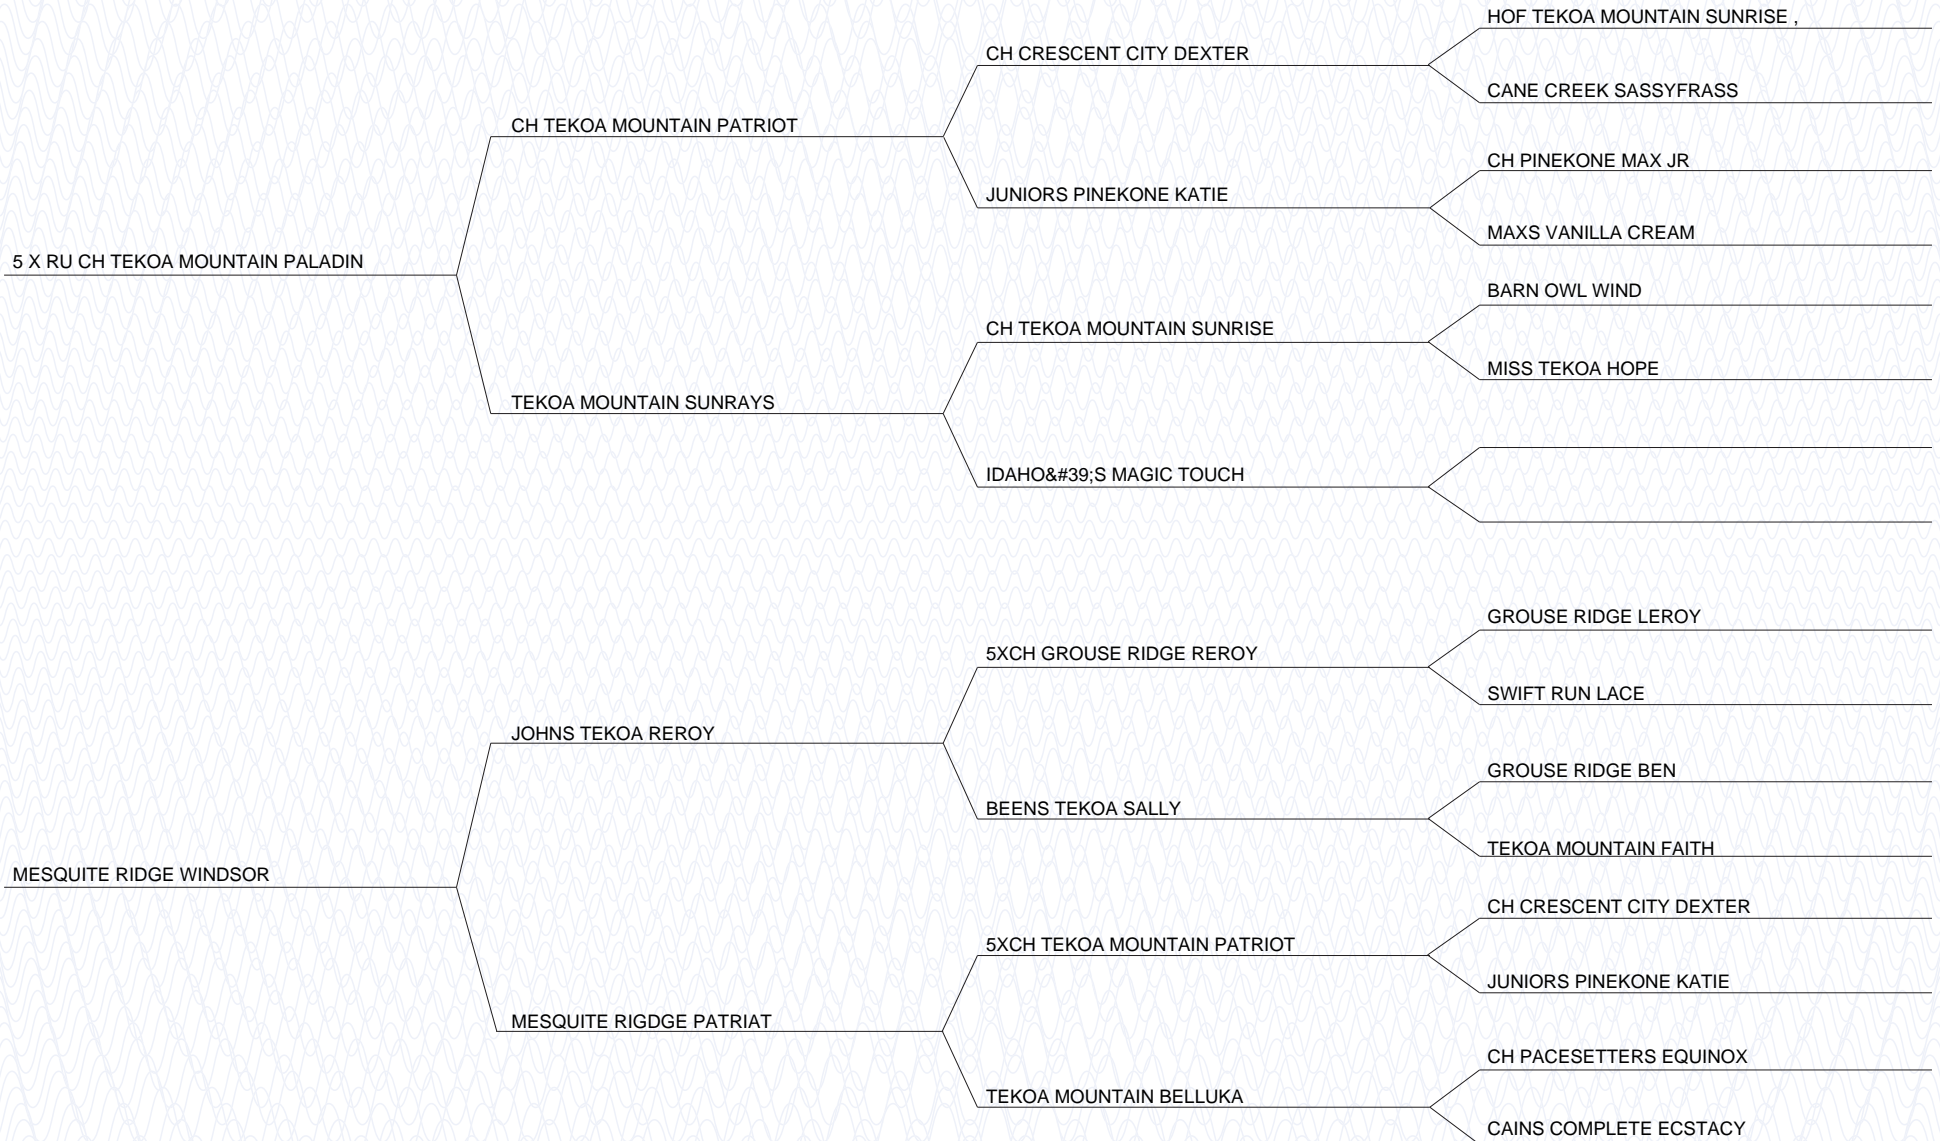 HOF TEKOA MOUNTAIN SUNRISE ,
CH CRESCENT CITY DEXTER
CANE CREEK SASSYFRASS
CH TEKOA MOUNTAIN PATRIOT
CH PINEKONE MAX JR
JUNIORS PINEKONE KATIE
MAXS VANILLA CREAM
5 X RU CH TEKOA MOUNTAIN PALADIN
BARN OWL WIND
CH TEKOA MOUNTAIN SUNRISE
MISS TEKOA HOPE
TEKOA MOUNTAIN SUNRAYS
IDAHO&#39;S MAGIC TOUCH
GROUSE RIDGE LEROY
5XCH GROUSE RIDGE REROY
SWIFT RUN LACE
JOHNS TEKOA REROY
GROUSE RIDGE BEN
BEENS TEKOA SALLY
TEKOA MOUNTAIN FAITH
MESQUITE RIDGE WINDSOR
CH CRESCENT CITY DEXTER
5XCH TEKOA MOUNTAIN PATRIOT
JUNIORS PINEKONE KATIE
MESQUITE RIGDGE PATRIAT
CH PACESETTERS EQUINOX
TEKOA MOUNTAIN BELLUKA
CAINS COMPLETE ECSTACY